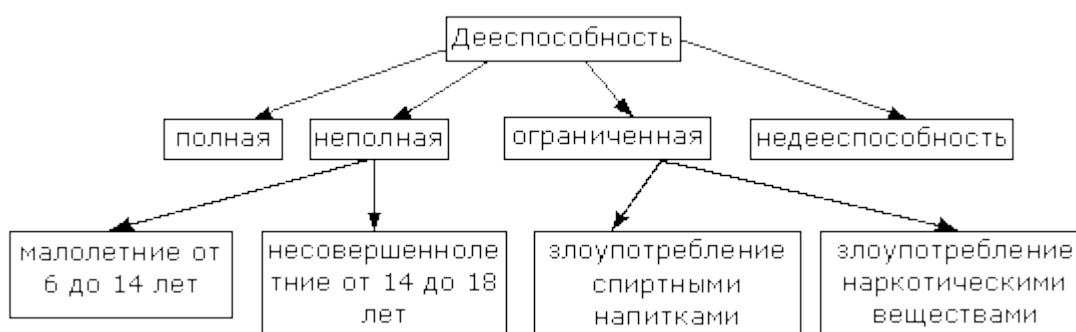 Дееспособность
полная
неполная
ограниченная
недееспособность
малолетние от
6 до 14 лет
несовершенноле
тние от 14 до 18
лет
злоупотребление
спиртными
напитками
злоупотребление
наркотическими
веществами